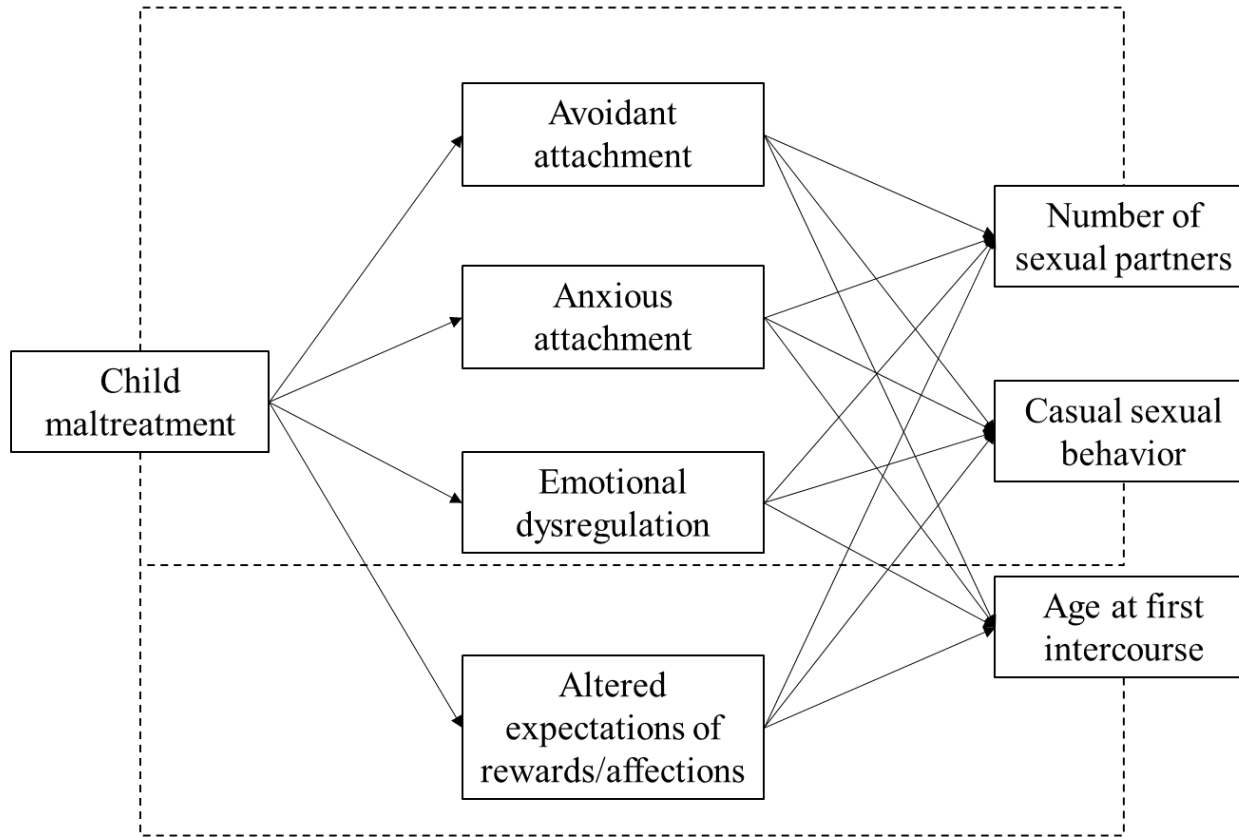 Avoidant
attachment
Number of
sexual partners
Anxious
attachment
Child
maltreatment
Casual sexual
behavior
Emotional
dysregulation
Age at first
intercourse
Altered
expectations of
rewards/affections